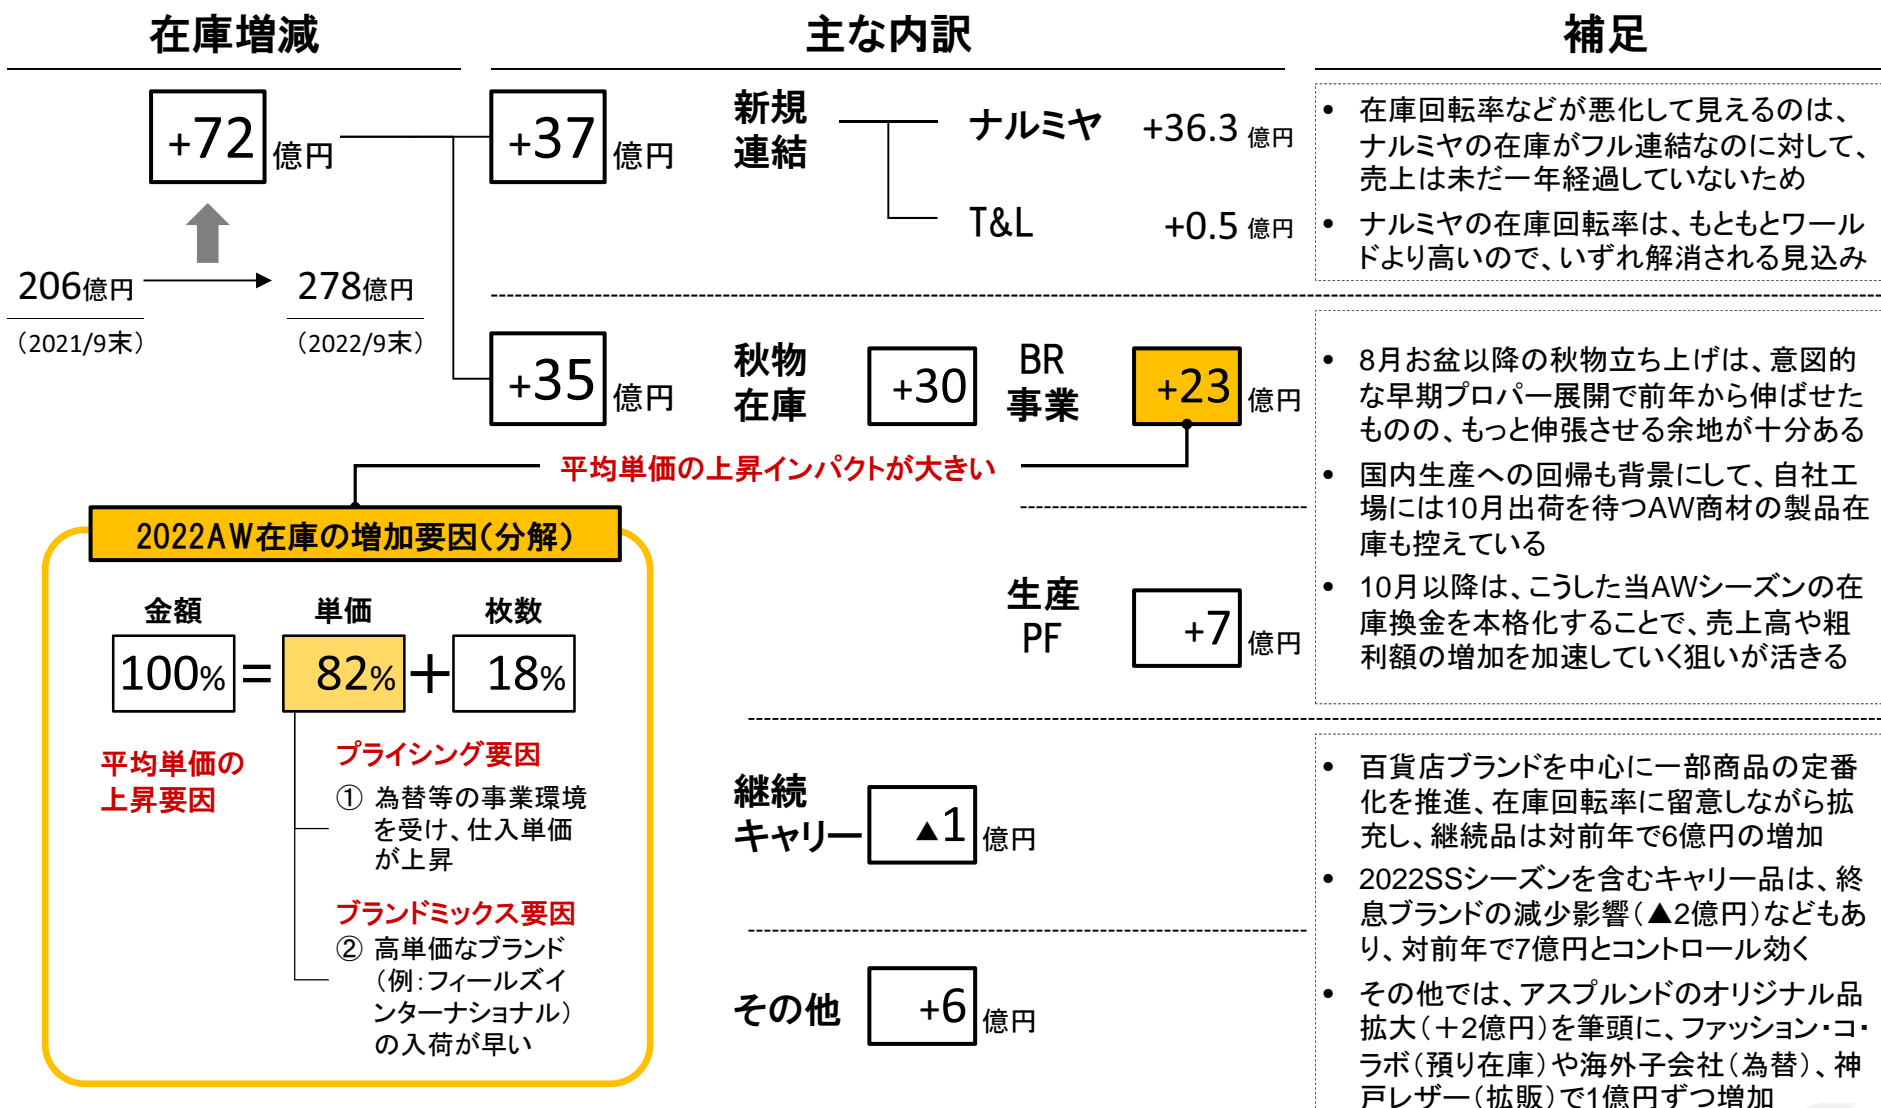 在庫増減
主な内訳
補足
+72億円
206億円
(2021/9末)
278億円
(2022/9末)
+37億円
新規
連結
ナルミヤ +36.3億円
T&L +0.5億円
• 在庫回転率などが悪化して見えるのは、
ナルミヤの在庫がフル連結なのに対して、
売上は未だ一年経過していないため
• ナルミヤの在庫回転率は、もともとワール
ドより高いので、いずれ解消される見込み
+35億円
秋物
在庫
+30
BR
事業
+23億円
平均単価の上昇インパクトが大きい
生産
PF
+7億円
• 8月お盆以降の秋物立ち上げは、意図的
な早期プロパー展開で前年から伸ばせた
ものの、もっと伸張させる余地が十分ある
• 国内生産への回帰も背景にして、自社工
場には10月出荷を待つAW商材の製品在
庫も控えている
• 10月以降は、こうした当AWシーズンの在
庫換金を本格化することで、売上高や粗
利額の増加を加速していく狙いが活きる
2022AW在庫の増加要因(分解)
金額 単価 枚数
100%=82%+18%
平均単価の
上昇要因
プライシング要因
① 為替等の事業環境
を受け、仕入単価
が上昇
ブランドミックス要因
② 高単価なブランド
(例:フィールズイ
ンターナショナル)
の入荷が早い
継続
キャリー
▲1億円
その他
+6億円
• 百貨店ブランドを中心に一部商品の定番
化を推進、在庫回転率に留意しながら拡
充し、継続品は対前年で6億円の増加
• 2022SSシーズンを含むキャリー品は、終
息ブランドの減少影響(▲2億円)などもあ
り、対前年で7億円とコントロール効く
• その他では、アスプルンドのオリジナル品
拡大(+2億円)を筆頭に、ファッション・コ・
ラボ(預り在庫)や海外子会社(為替)、神
戸レザー(拡販)で1億円ずつ増加